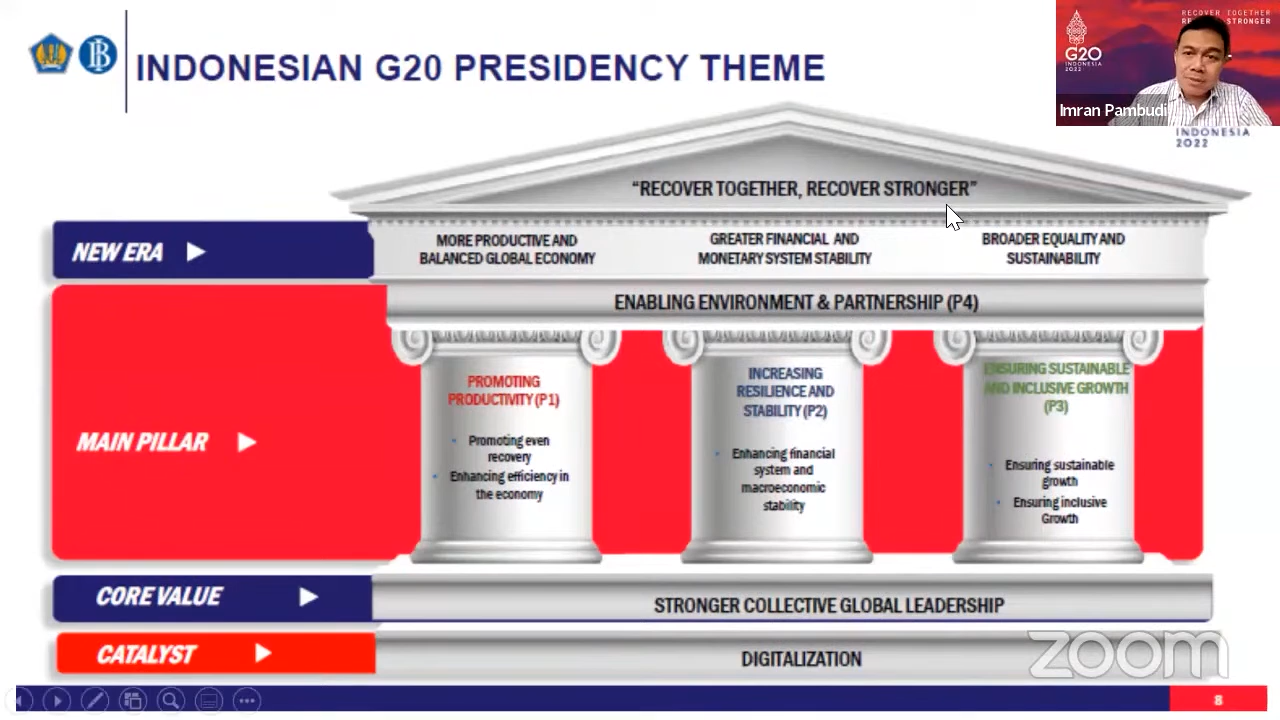 INDONESIAN G20 PRESIDENCY THEME
RECOVER TOGETHER
STRONGER
G20
INDONESIA
2022
Imran Pambudi
INDONESIA
2022
“RECOVER TOGETHER, RECOVER STRONGER”
NEW ERA
MORE PRODUCTIVE AND
BALANCED GLOBAL ECONOMY
GREATER FINANCIAL AND
MONETARY SYSTEM STABILITY
BROADER EQUALITY AND
SUSTAINABILITY
ENABLING ENVIRONMENT & PARTNERSHIP (P4)
MAIN PILLAR
PROMOTING
PRODUCTIVITY (P1)
• Promoting even
recovery
• Enhancing efficiency in
the economy
INCREASING
RESILIENCE AND
STABILITY (P2)
• Enhancing financial
system and
macroeconomic
stability
ENSURING SUSTAINABLE
AND INCLUSIVE GROWTH
(P3)
• Ensuring sustainable
growth
• Ensuring inclusive
Growth
CORE VALUE
STRONGER COLLECTIVE GLOBAL LEADERSHIP
CATALYST
DIGITALIZATION
zoom
8